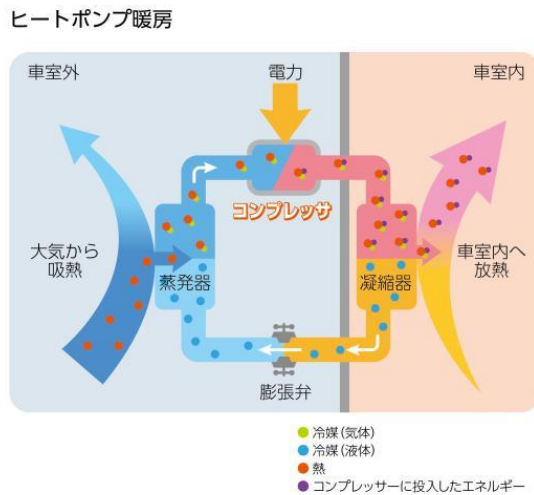 ヒートポンプ暖房
車室外
電力
車室内
コンプレッサ
大気から
吸熱
蒸発器
凝縮器
車室内へ
放熱
膨張弁
冷媒(気体)
冷媒(液体)
熱
コンプレッサーに投入したエネルギー